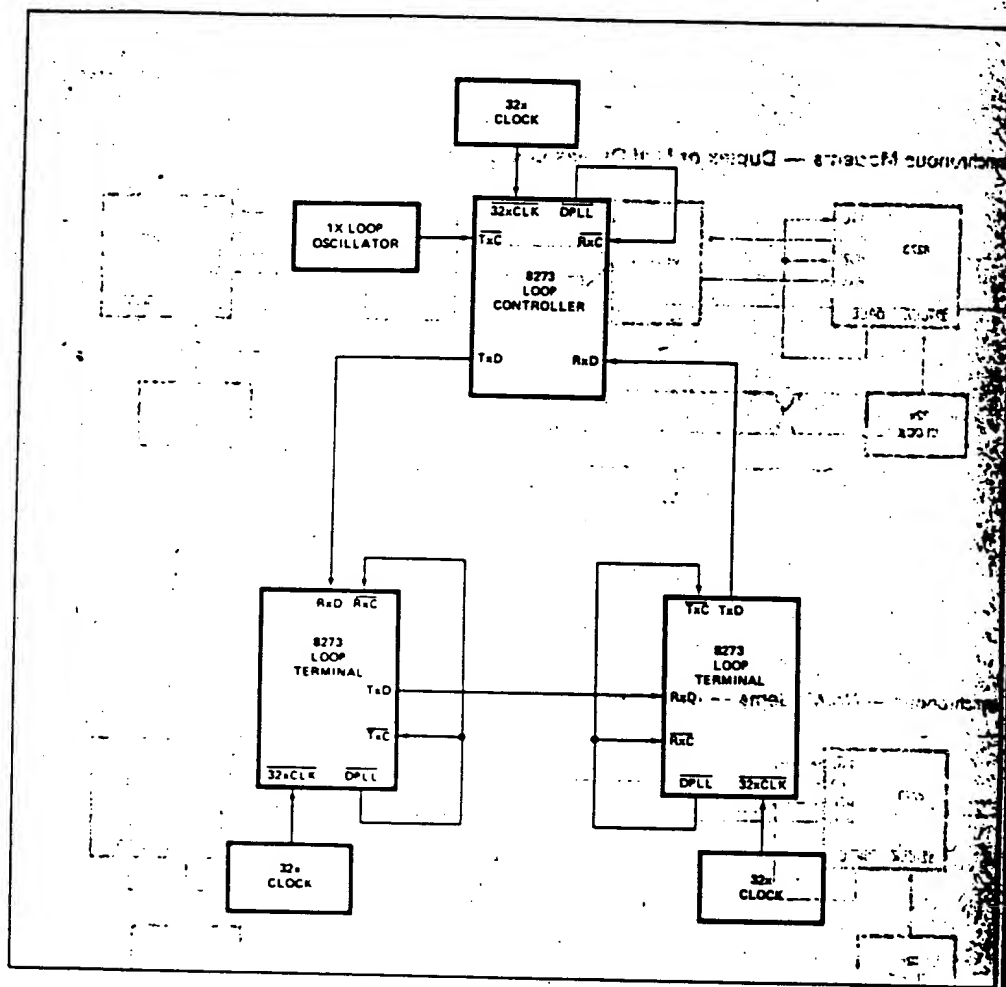 32x
CLOCK
32xCLK DPLL
1X LOOP
OSCILLATOR
TxC
RxC
8273
LOOP
CONTROLLER
TxD
RxD
RxD RxC
8273
LOOP
TERMINAL
TxD
TxC
32xCLK DPLL
32x
CLOCK
TxC TxD
8273
LOOP
TERMINAL
RxD
RxC
DPLL 32xCLK
32x
CLOCK